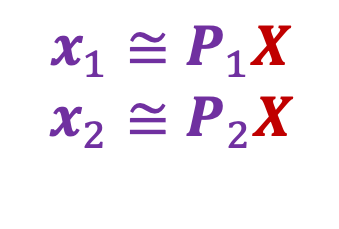 x₁ ≅ P₁X
x₂ ≅ P₂X